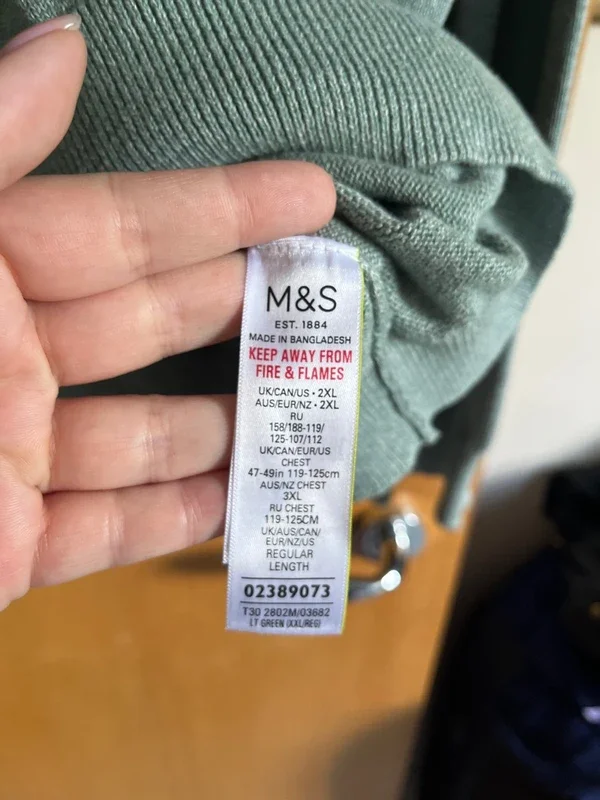 M&S
EST. 1884
MADE IN BANGLADESH
KEEP AWAY FROM
FIRE & FLAMES
UK/CAN/US • 2XL
AUS/EUR/NZ • 2XL
RU
158/188-119/
125-107/112
UK/CAN/EUR/US
CHEST
47-49in 119-125cm
AUS/NZ CHEST
3XL
RU CHEST
119-125CM
UK/AUS/CAN/
EUR/NZ/US
REGULAR
LENGTH
02389073
T30 2802M/03682
LT GREEN (XXL/REG)